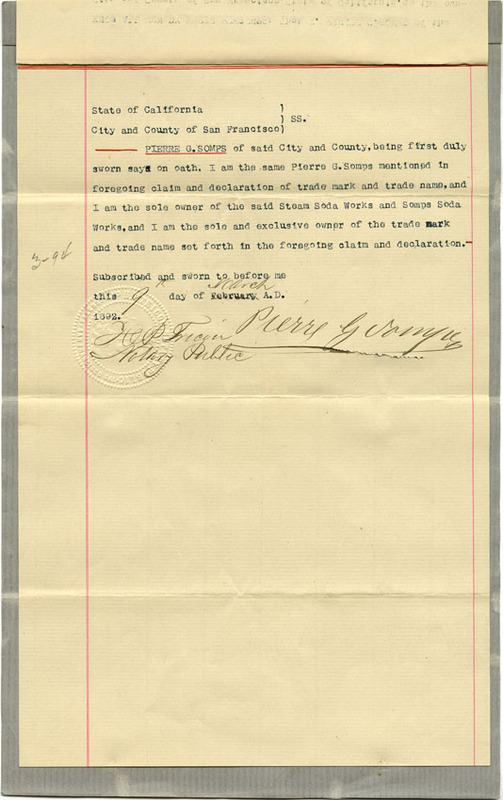 State of California )
) SS.
City and County of San Francisco)
PIERRE G.SOMPS of said City and County,being first duly
sworn says on oath. I am the same Pierre G.Somps mentioned in
foregoing claim and declaration of trade mark and trade name,and
I am the sole owner of the said Steam Soda Works and Somps Soda
Works,and I am the sole and exclusive owner of the trade mark
and trade name set forth in the foregoing claim and declaration.-
Subscribed and sworn to before me
March
this 9th day of February A.D.
1892.
Pierre G Somps
Notary Public